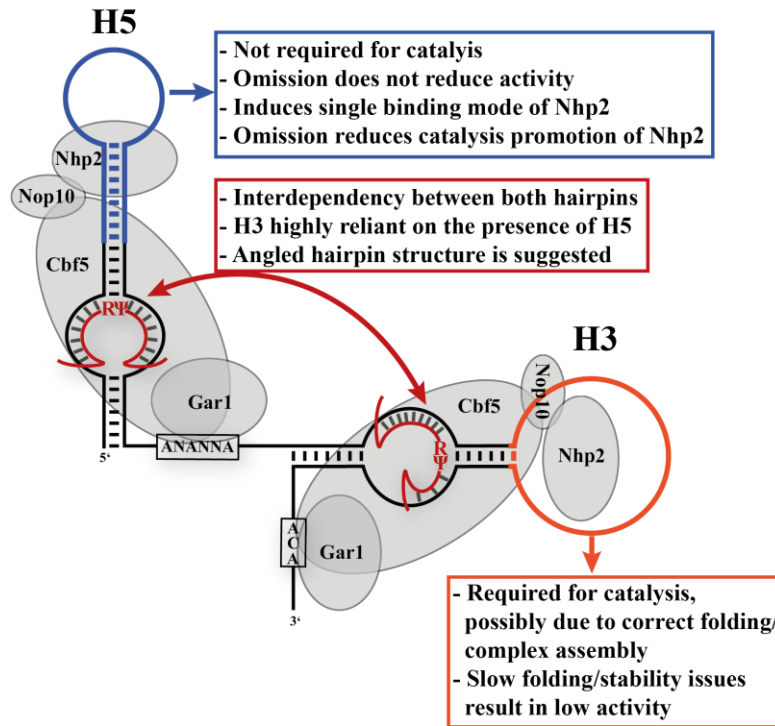 H5
- Not required for catalyis
- Omission does not reduce activity
- Induces single binding mode of Nhp2
- Omission reduces catalysis promotion of Nhp2
Nhp2
Nop10
- Interdependency between both hairpins
- H3 highly reliant on the presence of H5
- Angled hairpin structure is suggested
Cbf5
RΨ
H3
Nop10
Cbf5
Gar1
R
Ψ
Nhp2
ANANNA
5‘
ACA
Gar1
3‘
- Required for catalysis,
possibly due to correct folding/
complex assembly
- Slow folding/stability issues
result in low activity